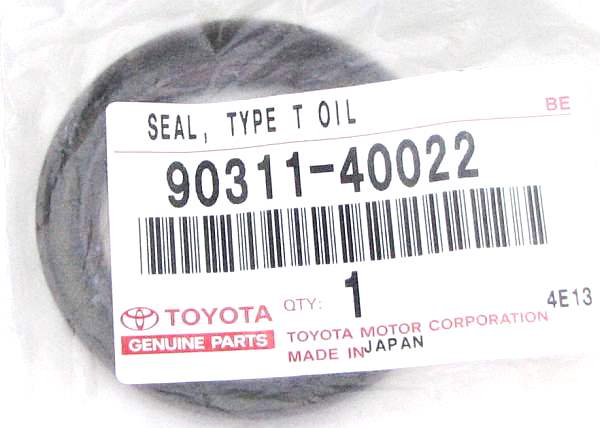 BE
SEAL, TYPE T OIL
90311-40022
TOYOTA QTY: 1 4E13
GENUINE PARTS TOYOTA MOTOR CORPORATION
MADE IN JAPAN